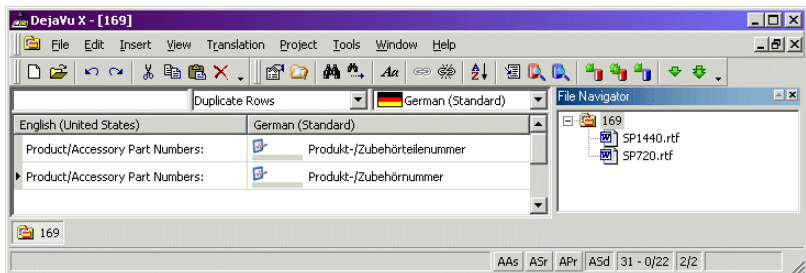 DejaVu X - [169]
File Edit Insert View Translation Project Tools Window Help
Aa
Duplicate Rows German (Standard) File Navigator
English (United States) German (Standard)
Product/Accessory Part Numbers: Produkt-/Zubehörteilenummer
Product/Accessory Part Numbers: Produkt-/Zubehörnummer
169
SP1440.rtf
SP720.rtf
169
AAs ASr APr ASd 31 - 0/22 2/2